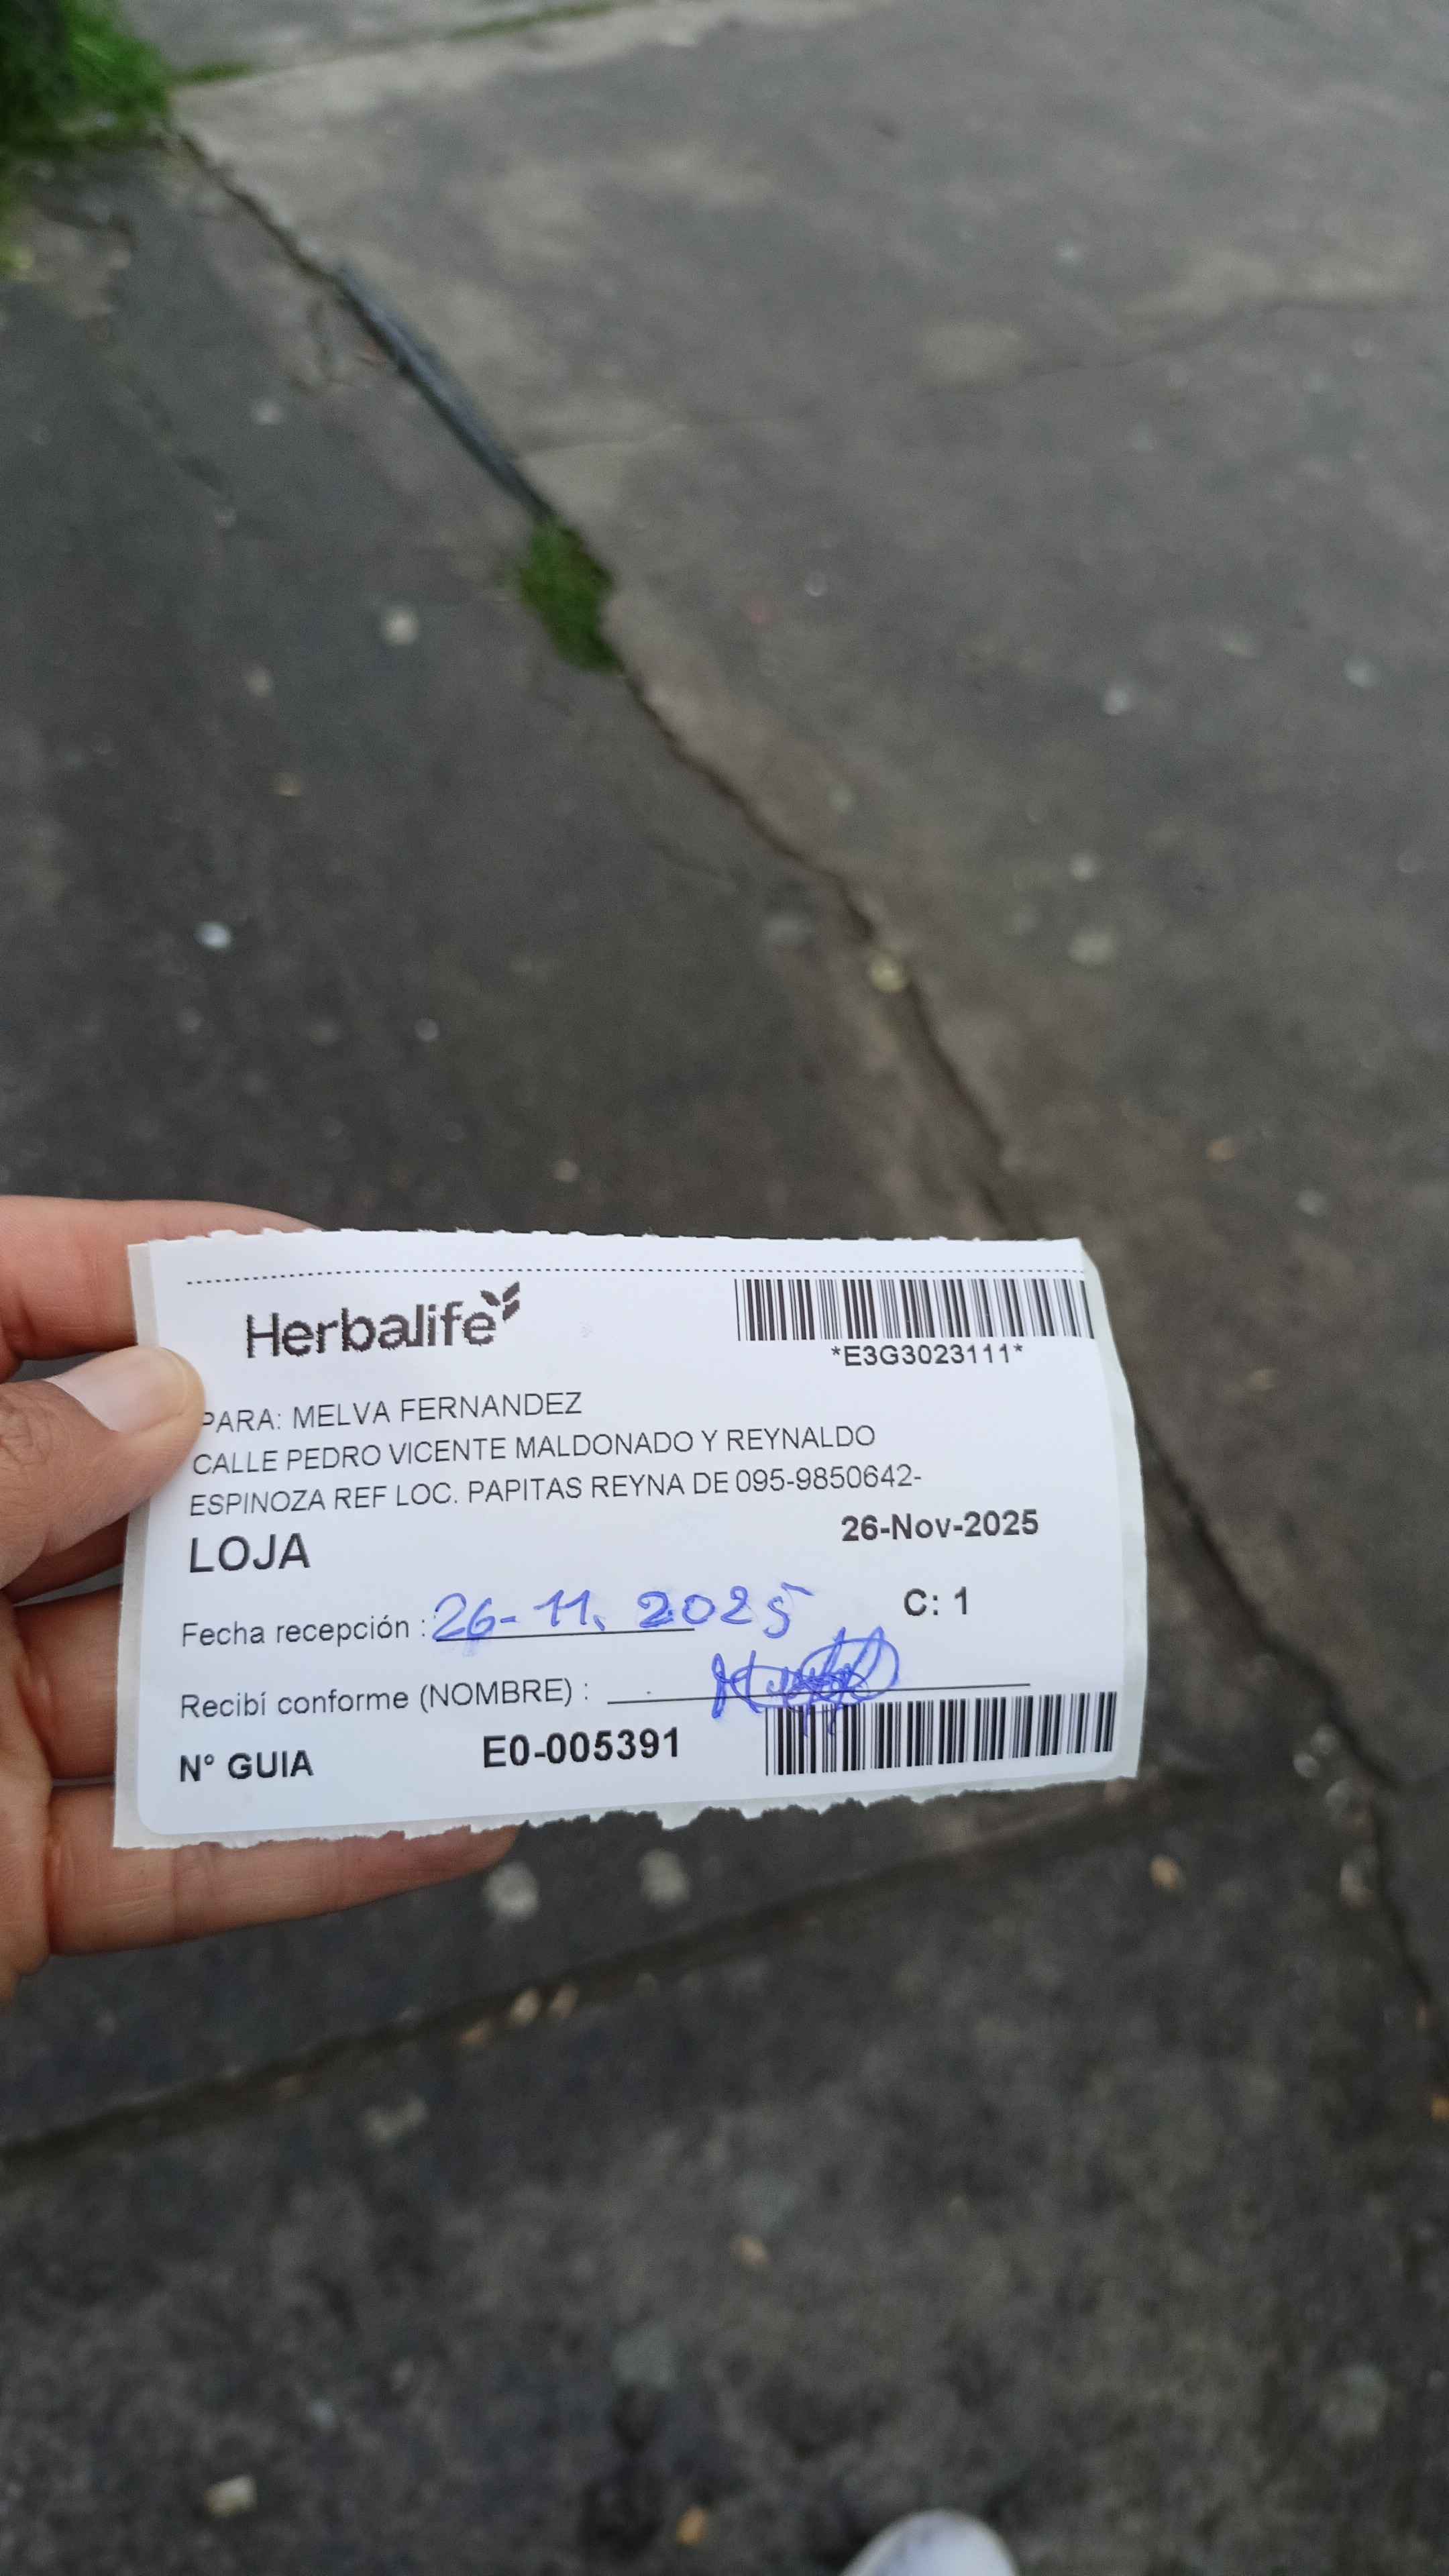 Herbalife
*E3G3023111*
PARA: MELVA FERNANDEZ
CALLE PEDRO VICENTE MALDONADO Y REYNALDO
ESPINOZA REF LOC. PAPITAS REYNA DE 095-9850642-
LOJA
26-Nov-2025
Fecha recepción : 26-11. 2025
C: 1
Recibí conforme (NOMBRE) :
N° GUIA E0-005391